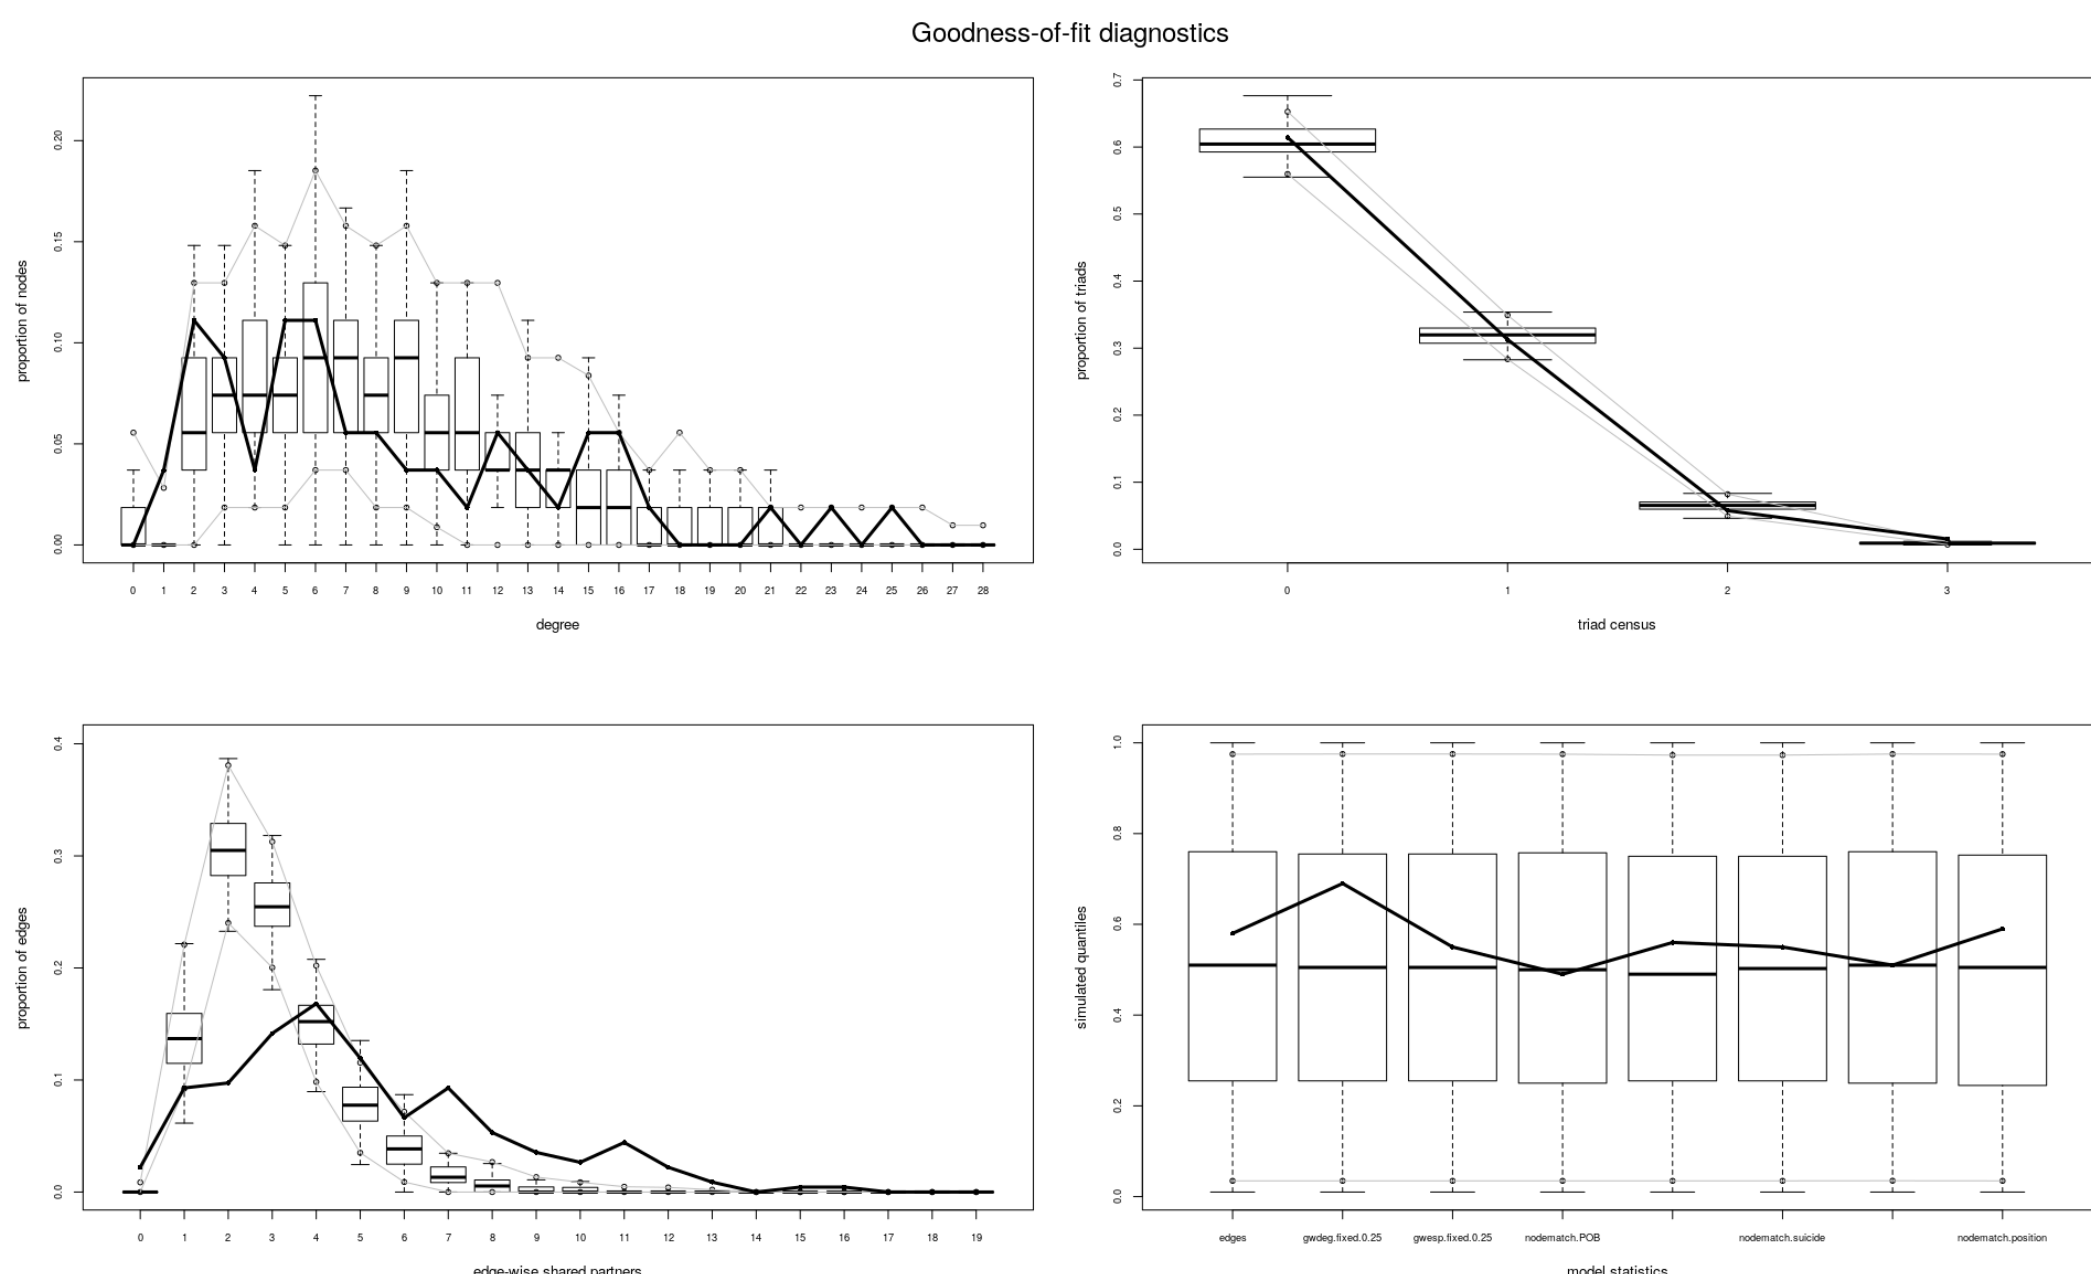 Goodness-of-fit diagnostics
proportion of nodes
0.00 0.05 0.10 0.15 0.20
0 1 2 3 4 5 6 7 8 9 10 11 12 13 14 15 16 17 18 19 20 21 22 23 24 25 26 27 28
degree
proportion of triads
0.0 0.1 0.2 0.3 0.4 0.5 0.6 0.7
0 1 2 3
triad census
proportion of edges
0.0 0.1 0.2 0.3 0.4
0 1 2 3 4 5 6 7 8 9 10 11 12 13 14 15 16 17 18 19
edge-wise shared partners
simulated quantiles
0.0 0.2 0.4 0.6 0.8 1.0
edges gwdeg.fixed.0.25 gwesp.fixed.0.25 nodematch.POB nodematch.suicide nodematch.position
model statistics